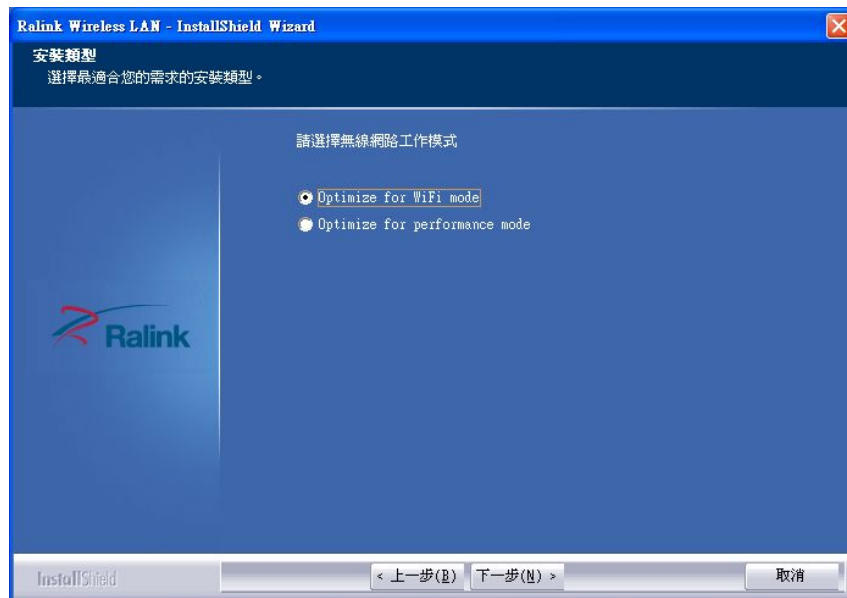 Ralink Wireless LAN - InstallShield Wizard
安裝類型
選擇最適合您的需求的安裝類型。
請選擇無線網路工作模式
Optimize for WiFi mode
Optimize for performance mode
Ralink
InstallShield
< 上一步(B)
下一步(N) >
取消